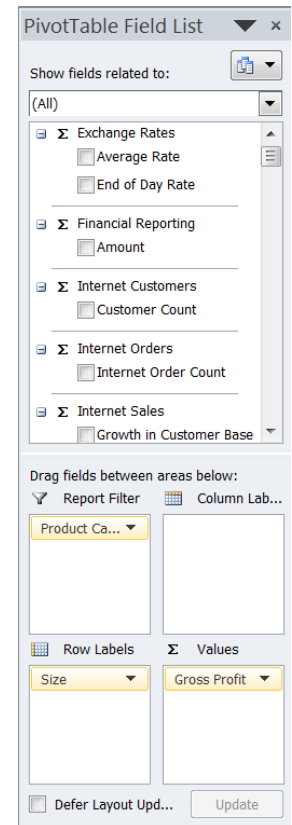 PivotTable Field List
Show fields related to:
(All)
Σ Exchange Rates
Average Rate
End of Day Rate
Σ Financial Reporting
Amount
Σ Internet Customers
Customer Count
Σ Internet Orders
Internet Order Count
Σ Internet Sales
Growth in Customer Base
Drag fields between areas below:
Report Filter Column Lab...
Product Ca...
Row Labels Σ Values
Size Gross Profit
Defer Layout Upd... Update